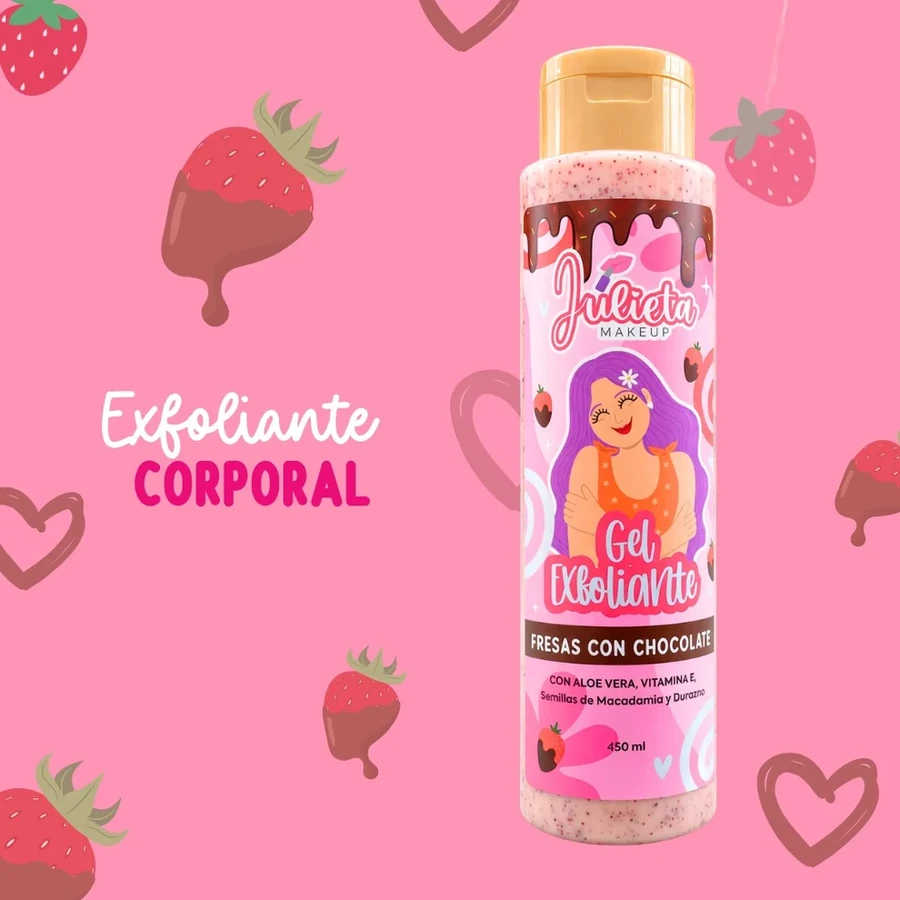 Exfoliante
CORPORAL
Julieta
MAKEUP
Gel
Exfoliante
FRESAS CON CHOCOLATE
CON ALOE VERA, VITAMINA E,
Semillas de Macadamia y Durazno
450 ml